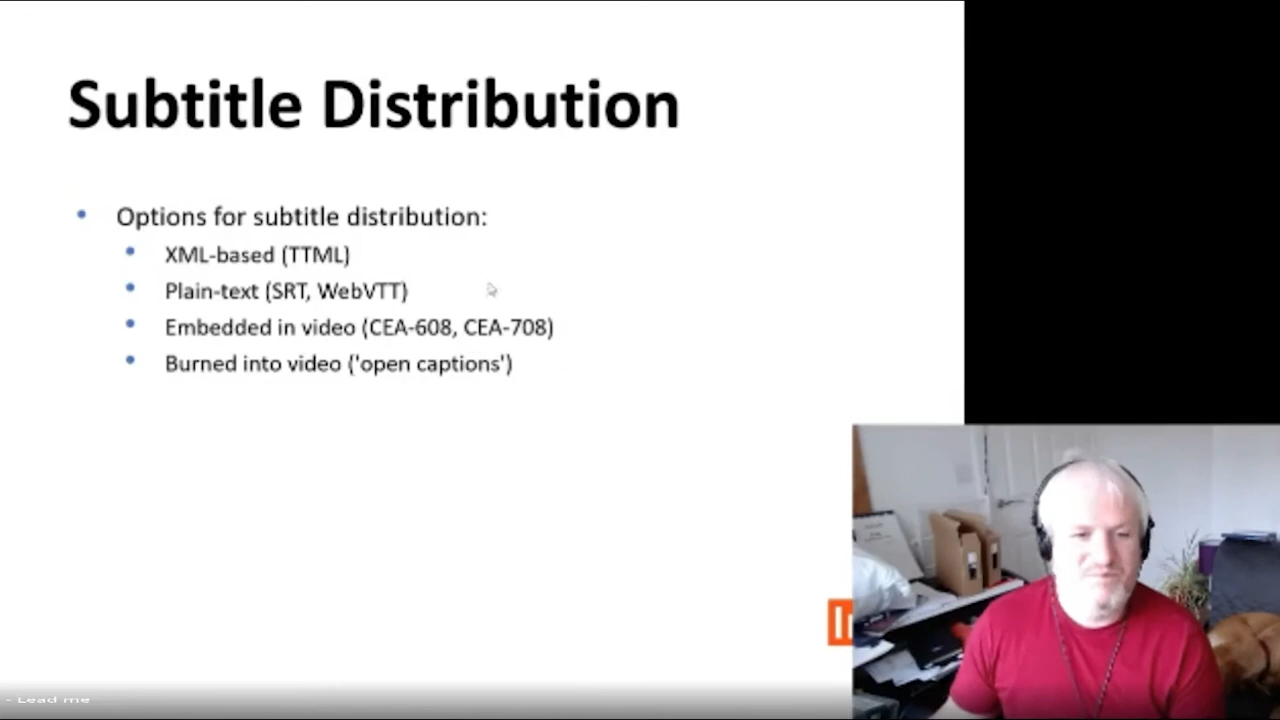 Subtitle Distribution
• Options for subtitle distribution:
• XML-based (TTML)
• Plain-text (SRT, WebVTT)
• Embedded in video (CEA-608, CEA-708)
• Burned into video ('open captions')
- Lead me